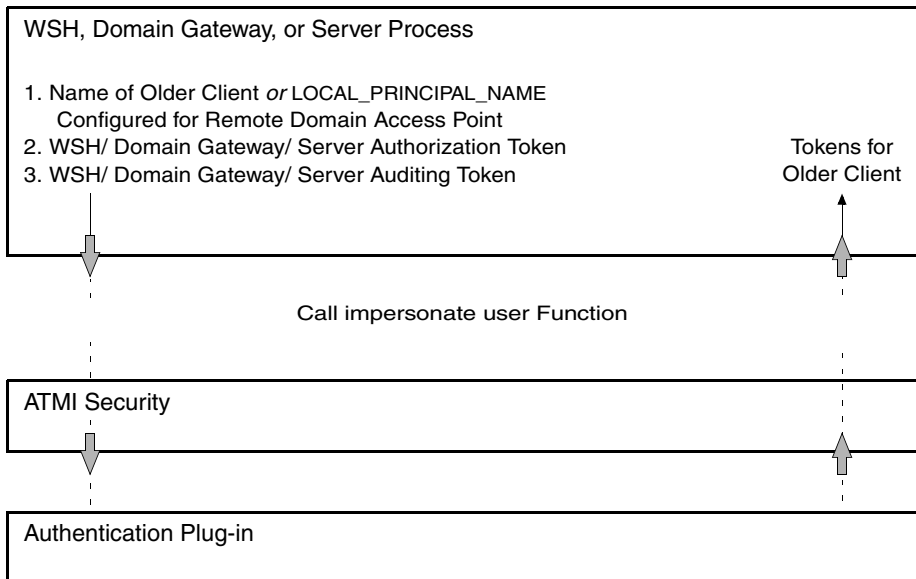 WSH, Domain Gateway, or Server Process
1. Name of Older Client or LOCAL_PRINCIPAL_NAME
Configured for Remote Domain Access Point
2. WSH/ Domain Gateway/ Server Authorization Token
3. WSH/ Domain Gateway/ Server Auditing Token
Tokens for
Older Client
Call impersonate user Function
ATMI Security
Authentication Plug-in